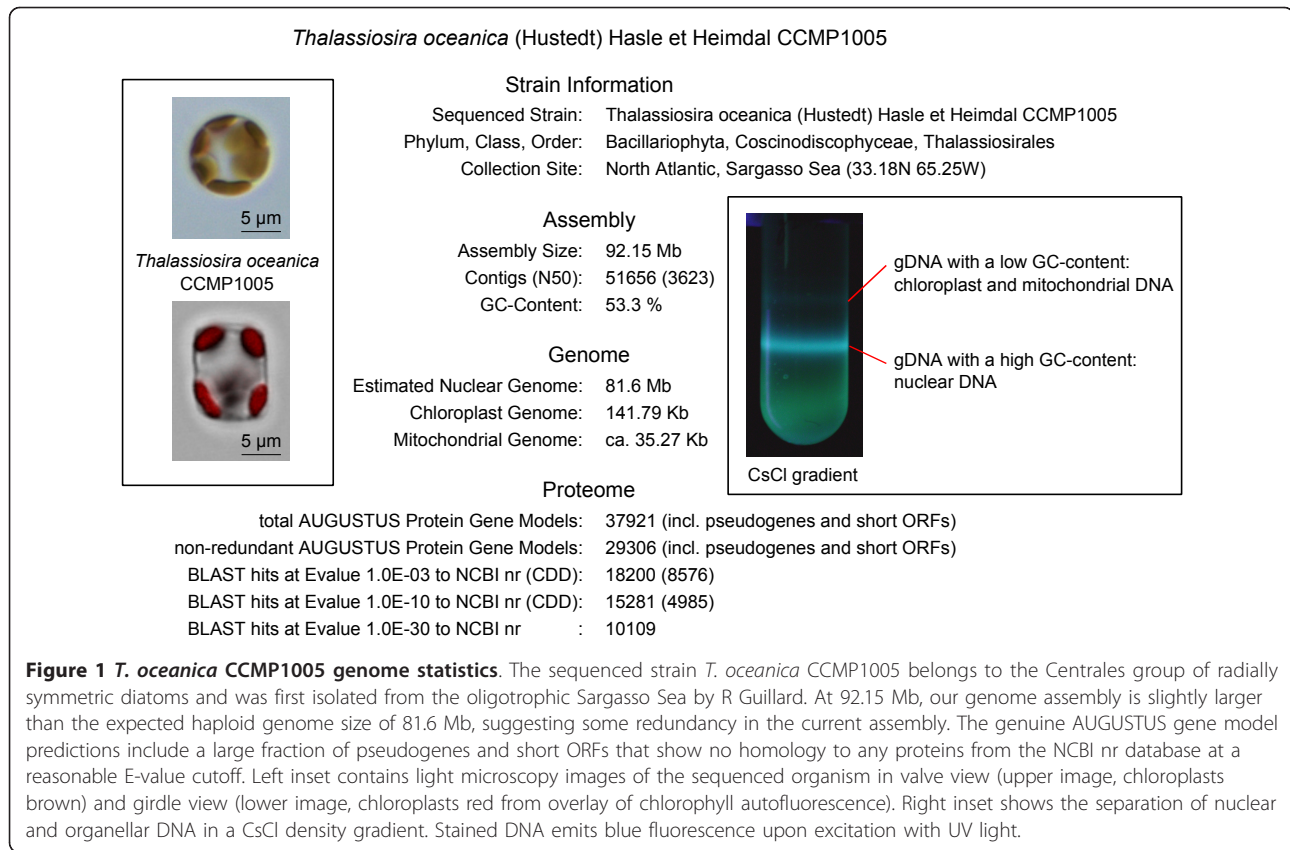 Thalassiosira oceanica (Hustedt) Hasle et Heimdal CCMP1005
5 µm
Thalassiosira oceanica
CCMP1005
5 µm
Strain Information
Sequenced Strain: Thalassiosira oceanica (Hustedt) Hasle et Heimdal CCMP1005
Phylum, Class, Order: Bacillariophyta, Coscinodiscophyceae, Thalassiosirales
Collection Site: North Atlantic, Sargasso Sea (33.18N 65.25W)
Assembly
Assembly Size: 92.15 Mb
Contigs (N50): 51656 (3623)
GC-Content: 53.3 %
Genome
Estimated Nuclear Genome: 81.6 Mb
Chloroplast Genome: 141.79 Kb
Mitochondrial Genome: ca. 35.27 Kb
gDNA with a low GC-content:
chloroplast and mitochondrial DNA
gDNA with a high GC-content:
nuclear DNA
CsCl gradient
Proteome
total AUGUSTUS Protein Gene Models: 37921 (incl. pseudogenes and short ORFs)
non-redundant AUGUSTUS Protein Gene Models: 29306 (incl. pseudogenes and short ORFs)
BLAST hits at Evalue 1.0E-03 to NCBI nr (CDD): 18200 (8576)
BLAST hits at Evalue 1.0E-10 to NCBI nr (CDD): 15281 (4985)
BLAST hits at Evalue 1.0E-30 to NCBI nr : 10109
Figure 1 T. oceanica CCMP1005 genome statistics. The sequenced strain T. oceanica CCMP1005 belongs to the Centrales group of radially
symmetric diatoms and was first isolated from the oligotrophic Sargasso Sea by R Guillard. At 92.15 Mb, our genome assembly is slightly larger
than the expected haploid genome size of 81.6 Mb, suggesting some redundancy in the current assembly. The genuine AUGUSTUS gene model
predictions include a large fraction of pseudogenes and short ORFs that show no homology to any proteins from the NCBI nr database at a
reasonable E-value cutoff. Left inset contains light microscopy images of the sequenced organism in valve view (upper image, chloroplasts
brown) and girdle view (lower image, chloroplasts red from overlay of chlorophyll autofluorescence). Right inset shows the separation of nuclear
and organellar DNA in a CsCl density gradient. Stained DNA emits blue fluorescence upon excitation with UV light.